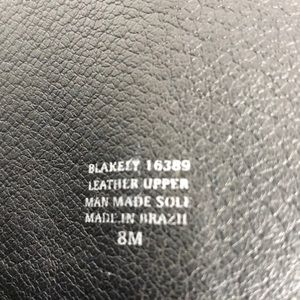 BLAKELY 16389
LEATHER UPPER
MAN MADE SOLE
MADE IN BRAZIL
8M